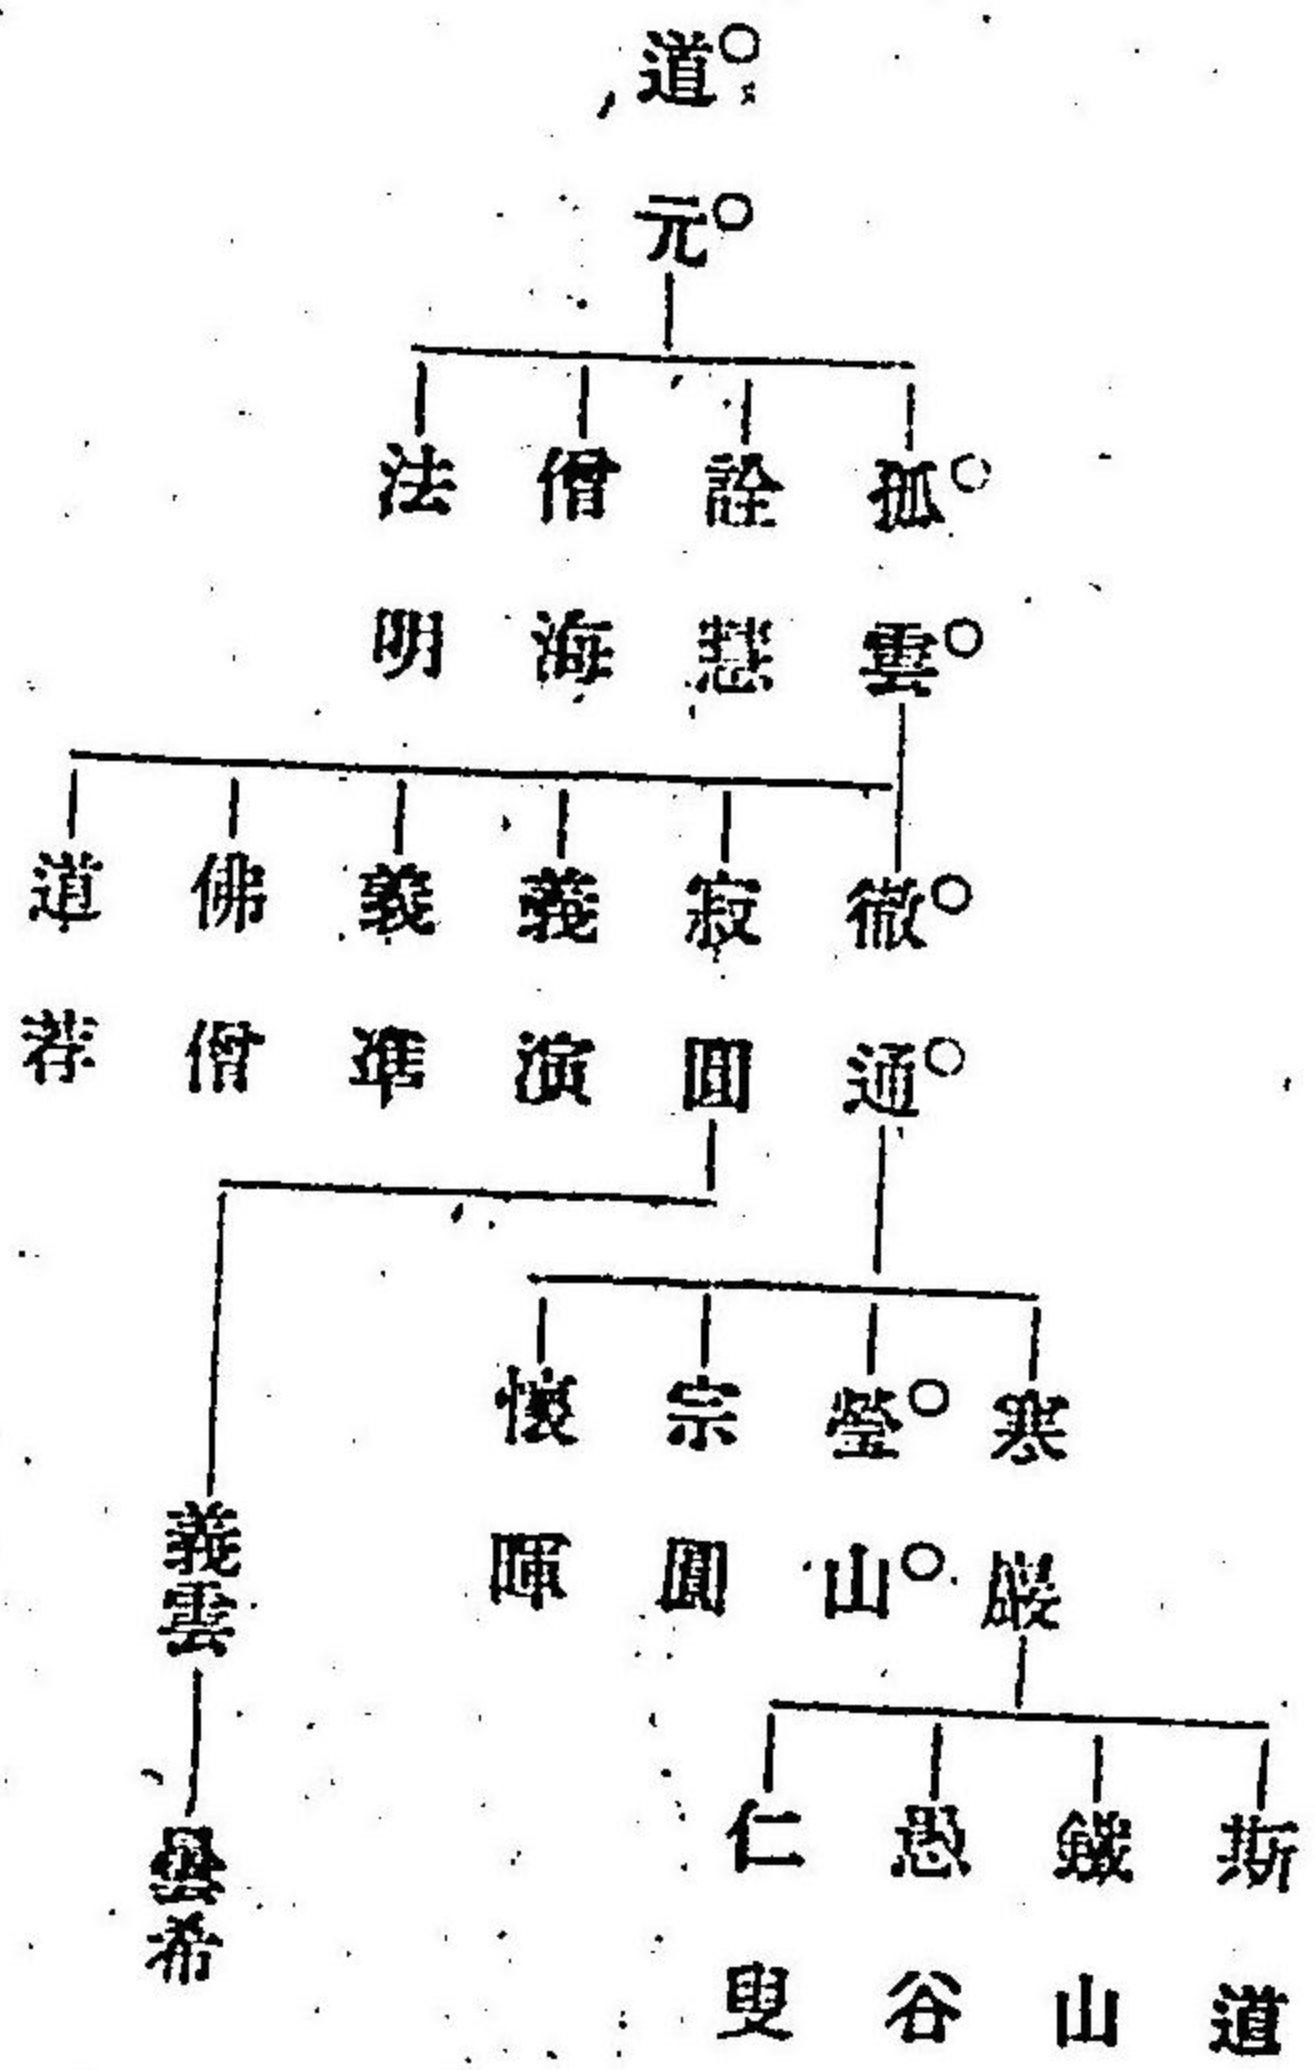 道元
孤雲
詮慧
僧海
法明
徹通
寂圓
義演
義準
佛僧
道荐
寒巖
瑩山
宗圓
懷暉
義雲
曇希
斯道
鐵山
愚谷
仁叟